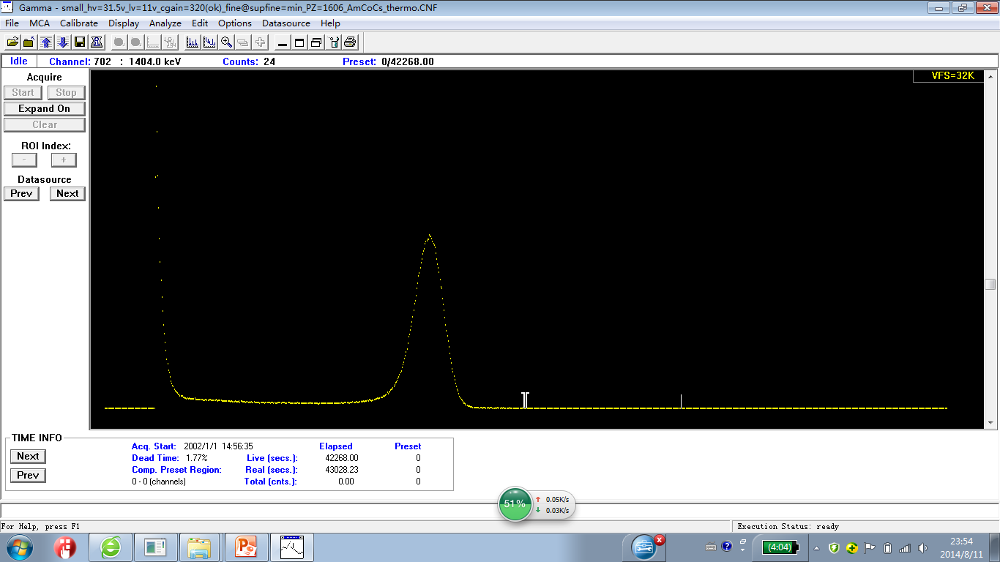 Gamma - small_hv=31.5v_lv=11v_cgain=320(ok)_fine@supfine=min_PZ=1606_AmCoCs_thermo.CNF
File MCA Calibrate Display Analyze Edit Options Datasource Help
Idle Channel: 702 : 1404.0 keV Counts: 24 Preset: 0/42268.00
VFS=32K
Acquire
Start Stop
Expand On
Clear
ROI Index:
- +
Datasource
Prev Next
TIME INFO
Next
Prev
Acq. Start: 2002/1/1 14:56:35 Elapsed Preset
Dead Time: 1.77% Live (secs.): 42268.00 0
Comp. Preset Region: Real (secs.): 43028.23 0
0 - 0 (channels) Total (cnts.): 0.00 0
51% 0.05K/s
0.03K/s
For Help, press F1 Execution Status: ready
(4:04) 23:54
2014/8/11